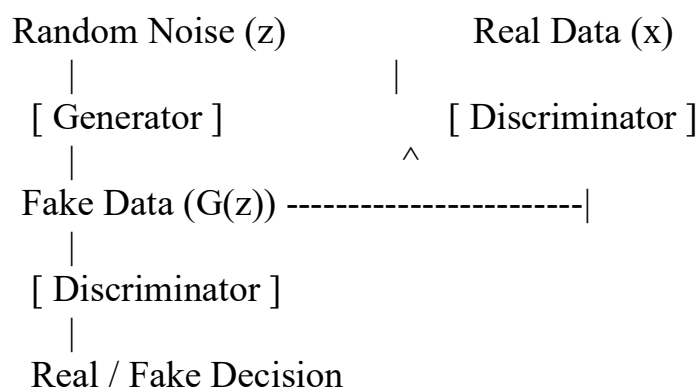 Random Noise (z) Real Data (x)
| |
[ Generator ] [ Discriminator ]
| ^
Fake Data (G(z)) ------------------------|
|
[ Discriminator ]
|
Real / Fake Decision